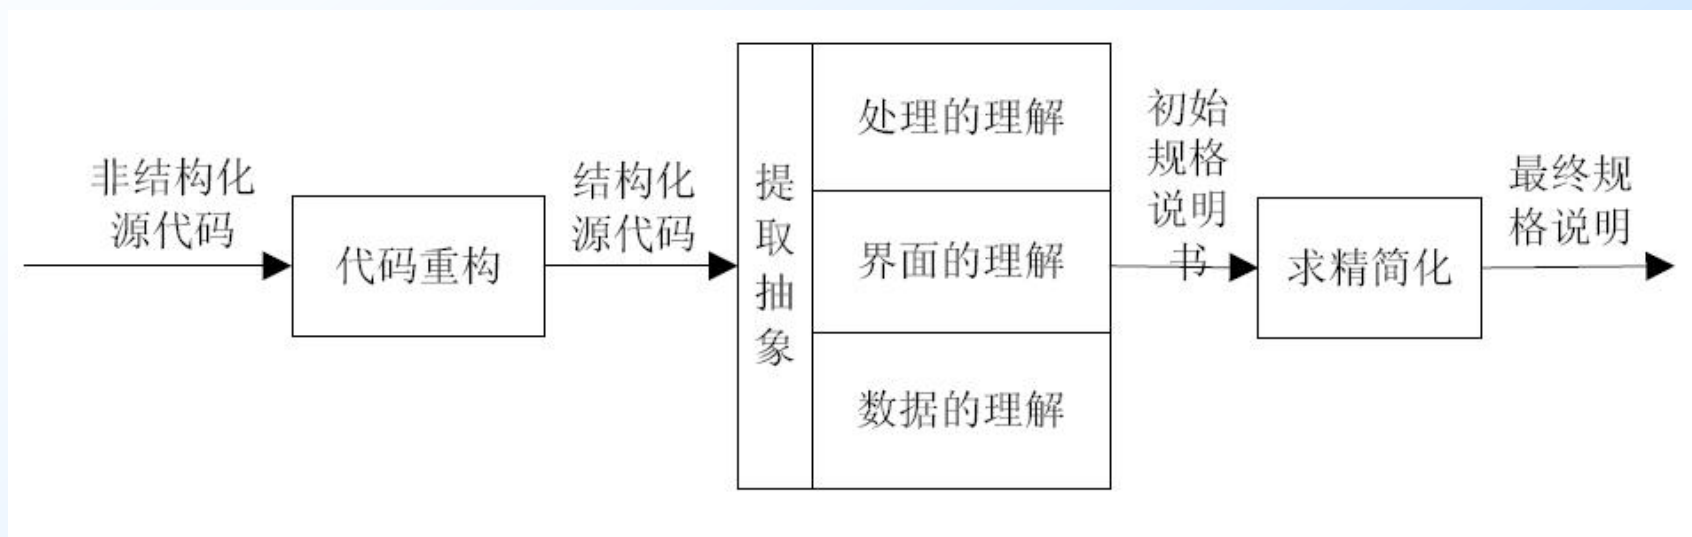 非结构化
源代码
代码重构
结构化
源代码
提
取
抽
象
处理的理解
界面的理解
数据的理解
初始
规格
说明
书
求精简化
最终规
格说明